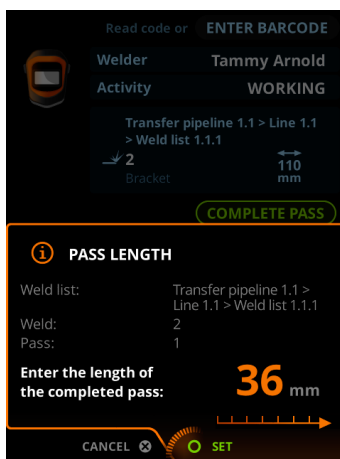 Read code or ENTER BARCODE
Welder Tammy Arnold
Activity WORKING
Transfer pipeline 1.1 > Line 1.1
> Weld list 1.1.1
2 110
Bracket mm
COMPLETE PASS
i PASS LENGTH
Weld list: Transfer pipeline 1.1 >
Line 1.1 > Weld list 1.1.1
Weld: 2
Pass: 1
Enter the length of
the completed pass: 36 mm
CANCEL SET